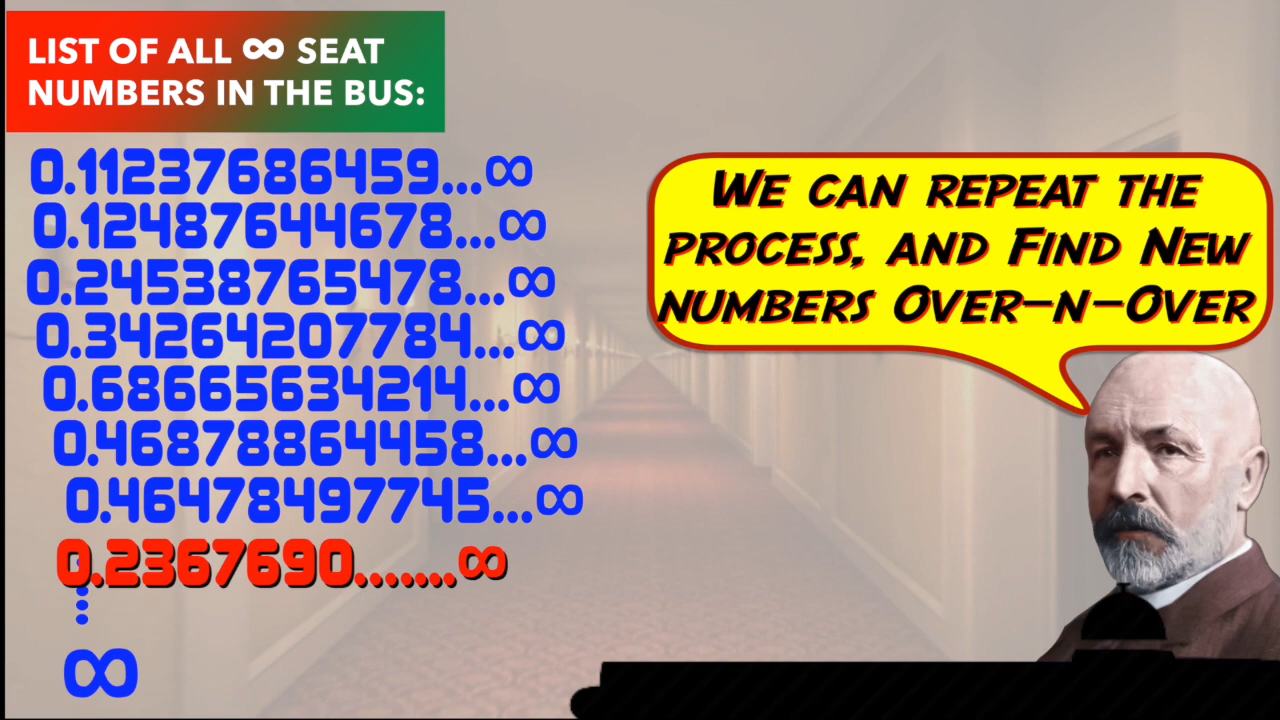 LIST OF ALL ∞ SEAT
NUMBERS IN THE BUS:
0.11237686459...∞
0.12487644678...∞
0.24538765478...∞
0.34264207784...∞
0.68665634214...∞
0.46878864458...∞
0.46478497745...∞
0.2367690.......∞
∞
WE CAN REPEAT THE
PROCESS, AND FIND NEW
NUMBERS OVER-N-OVER